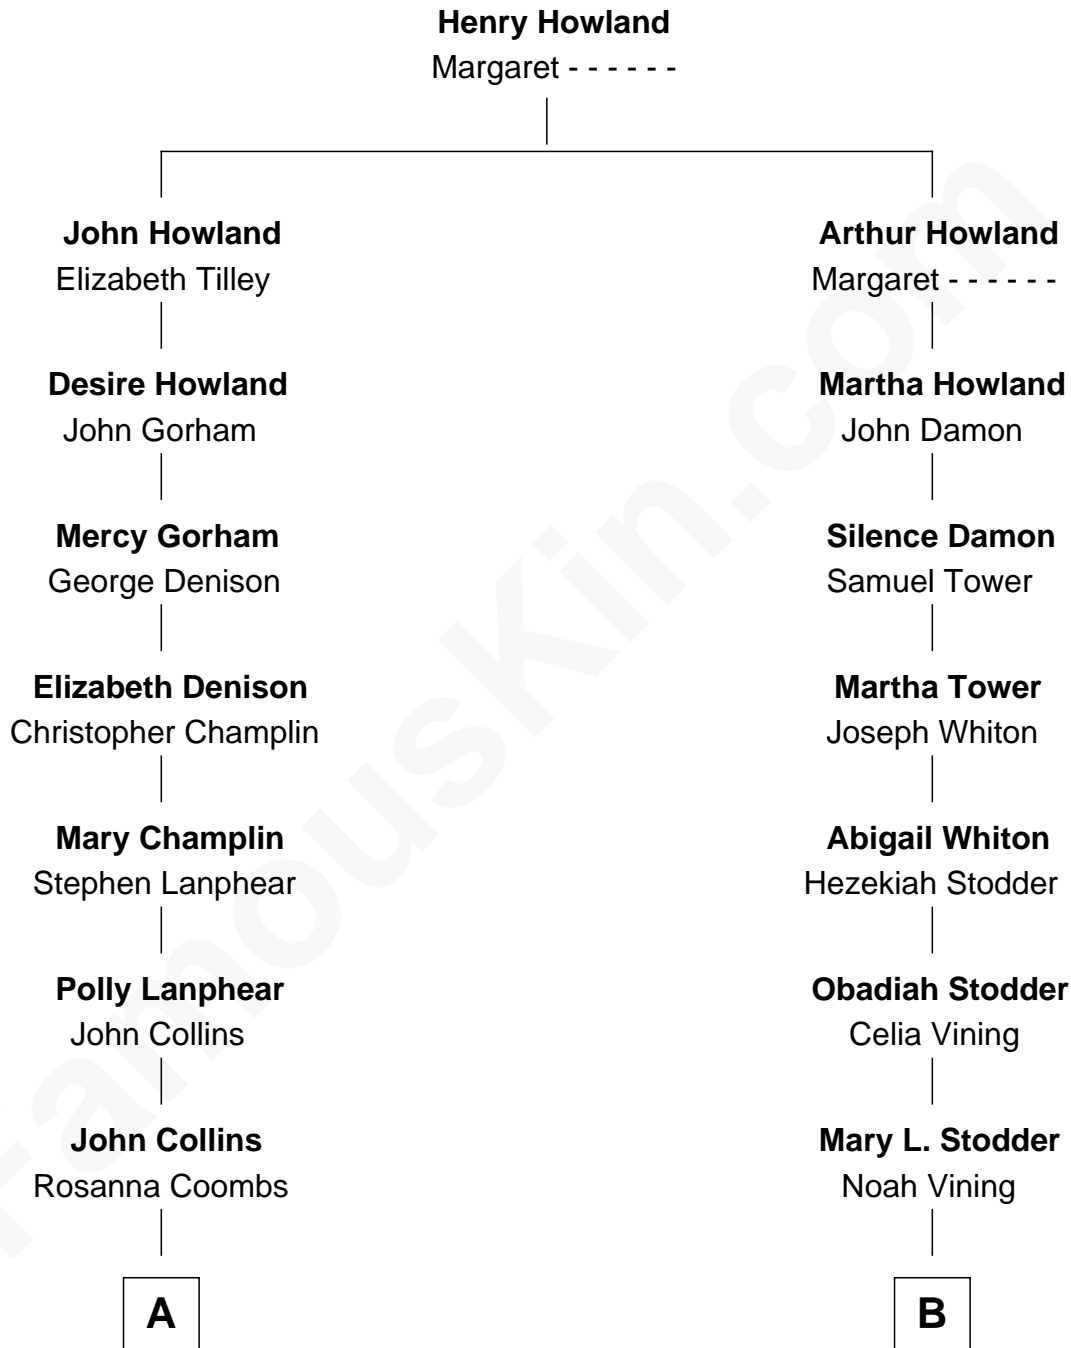 Henry Howland
Margaret - - - - - -
John Howland
Elizabeth Tilley
Arthur Howland
Margaret - - - - - -
Desire Howland
John Gorham
Martha Howland
John Damon
Mercy Gorham
George Denison
Silence Damon
Samuel Tower
Elizabeth Denison
Christopher Champlin
Martha Tower
Joseph Whiton
Mary Champlin
Stephen Lanphear
Abigail Whiton
Hezekiah Stodder
Polly Lanphear
John Collins
Obadiah Stodder
Celia Vining
John Collins
Rosanna Coombs
Mary L. Stodder
Noah Vining
A
B
FamousKin.com